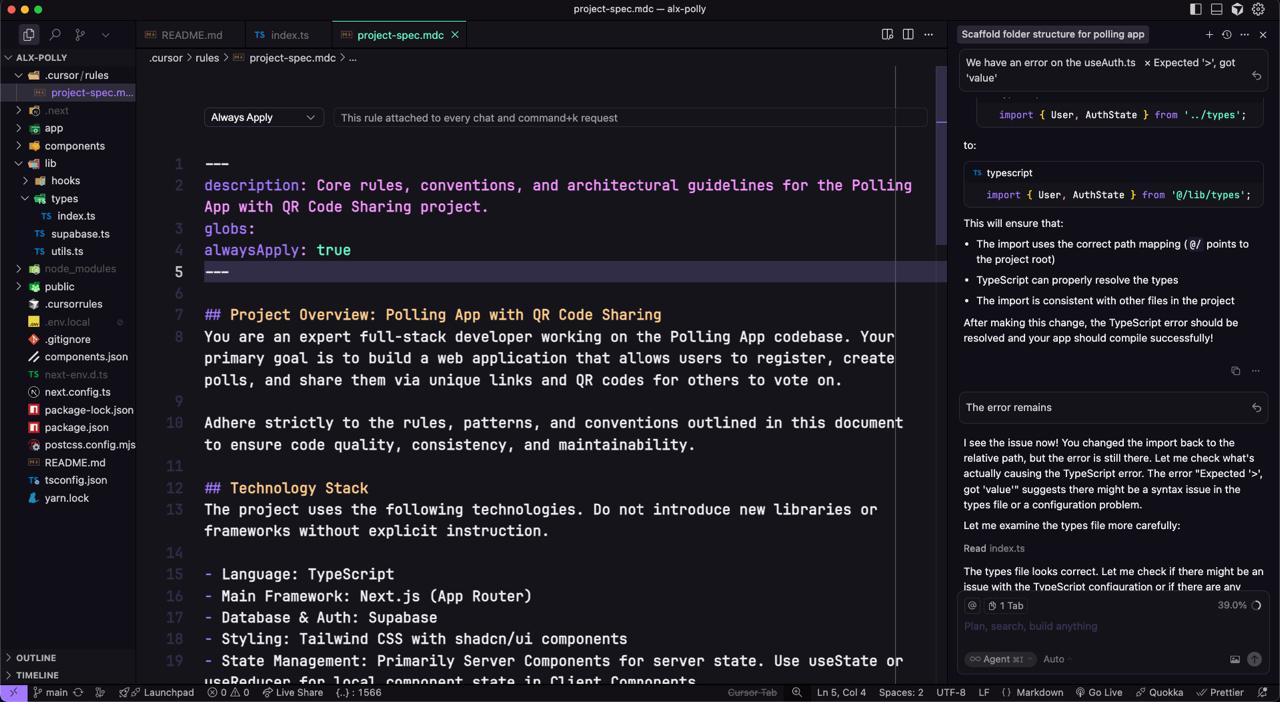 project-spec.mdc — alx-polly
README.md
TS index.ts
project-spec.mdc
ALX-POLLY
.cursor/rules
project-spec.m...
.next
app
components
lib
hooks
types
TS index.ts
TS supabase.ts
TS utils.ts
node_modules
public
.cursorrules
.env.local
.gitignore
components.json
TS next-env.d.ts
next.config.ts
package-lock.json
package.json
postcss.config.mjs
README.md
tsconfig.json
yarn.lock
OUTLINE
TIMELINE
.cursor > rules > project-spec.mdc > ...
Always Apply
This rule attached to every chat and command+k request
1 ---
2 description: Core rules, conventions, and architectural guidelines for the Polling
App with QR Code Sharing project.
3 globs:
4 alwaysApply: true
5 ---
6
7 ## Project Overview: Polling App with QR Code Sharing
8 You are an expert full-stack developer working on the Polling App codebase. Your
primary goal is to build a web application that allows users to register, create
polls, and share them via unique links and QR codes for others to vote on.
9
10 Adhere strictly to the rules, patterns, and conventions outlined in this document
to ensure code quality, consistency, and maintainability.
11
12 ## Technology Stack
13 The project uses the following technologies. Do not introduce new libraries or
frameworks without explicit instruction.
14
15 - Language: TypeScript
16 - Main Framework: Next.js (App Router)
17 - Database & Auth: Supabase
18 - Styling: Tailwind CSS with shadcn/ui components
19 - State Management: Primarily Server Components for server state. Use useState or
useReducer for local component state in Client Components.
Scaffold folder structure for polling app
We have an error on the useAuth.ts × Expected '>', got
'value'
import { User, AuthState } from '../types';
to:
TS typescript
import { User, AuthState } from '@/lib/types';
This will ensure that:
• The import uses the correct path mapping (@/ points to
the project root)
• TypeScript can properly resolve the types
• The import is consistent with other files in the project
After making this change, the TypeScript error should be
resolved and your app should compile successfully!
The error remains
I see the issue now! You changed the import back to the
relative path, but the error is still there. Let me check what's
actually causing the TypeScript error. The error "Expected '>',
got 'value'" suggests there might be a syntax issue in the
types file or a configuration problem.
Let me examine the types file more carefully:
Read index.ts
The types file looks correct. Let me check if there might be an
issue with the TypeScript configuration or if there are any
@ 1 Tab
39.0%
Plan, search, build anything
∞ Agent ⌘I
Auto
main
Launchpad
0 0
Live Share
{..} : 1566
Cursor Tab
Ln 5, Col 4
Spaces: 2
UTF-8
LF
{} Markdown
Go Live
Quokka
Prettier